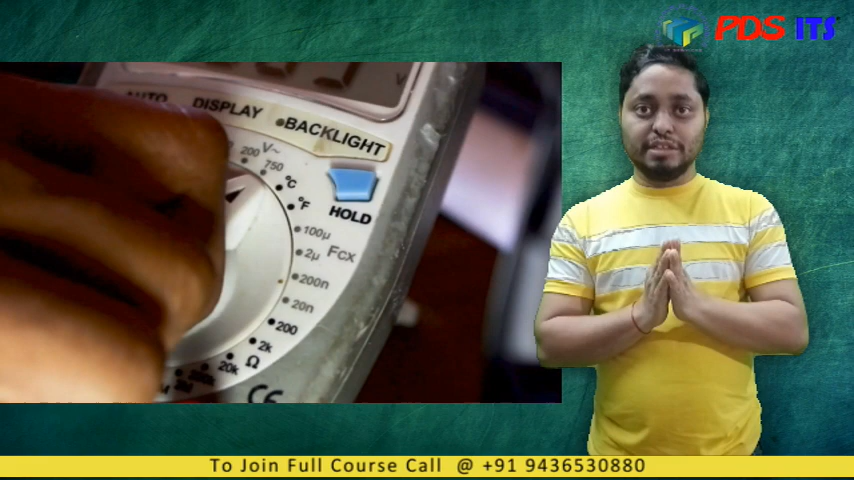 PDS ITS
AUTO DISPLAY BACKLIGHT
V~
200
750
°C
°F
HOLD
100µ
2µ Fcx
200n
20n
200
2k
Ω
20k
CE
To Join Full Course Call @ +91 9436530880